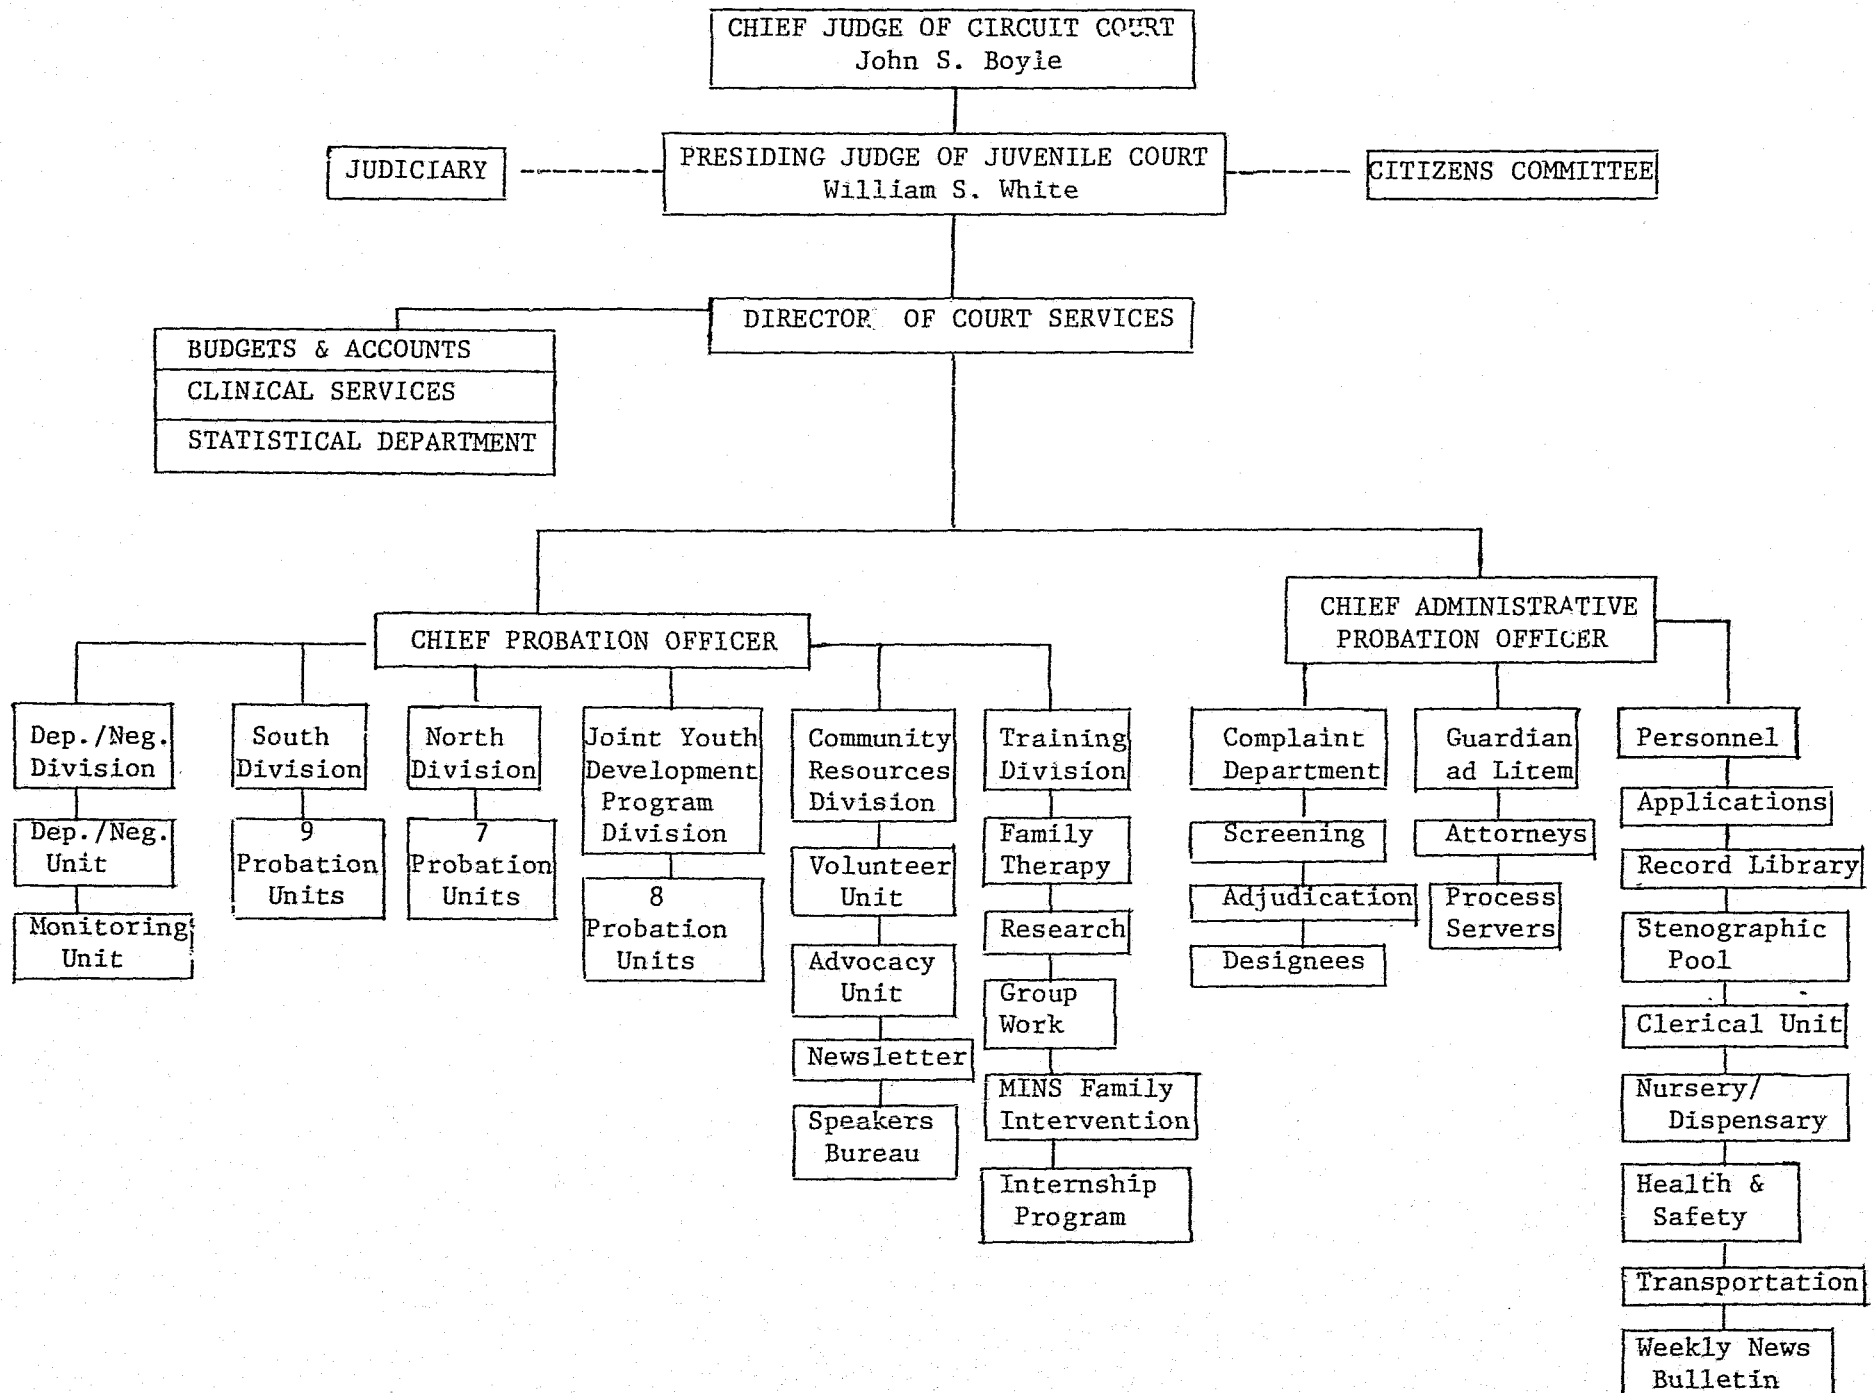 CHIEF JUDGE OF CIRCUIT COURT
John S. Boyle
JUDICIARY
PRESIDING JUDGE OF JUVENILE COURT
William S. White
CITIZENS COMMITTEE
DIRECTOR OF COURT SERVICES
BUDGETS & ACCOUNTS
CLINICAL SERVICES
STATISTICAL DEPARTMENT
CHIEF PROBATION OFFICER
CHIEF ADMINISTRATIVE
PROBATION OFFICER
Dep./Neg.
Division
Dep./Neg.
Unit
Monitoring
Unit
South
Division
9
Probation
Units
North
Division
7
Probation
Units
Joint Youth
Development
Program
Division
8
Probation
Units
Community
Resources
Division
Volunteer
Unit
Advocacy
Unit
Newsletter
Speakers
Bureau
Training
Division
Family
Therapy
Research
Group
Work
MINS Family
Intervention
Internship
Program
Complaint
Department
Screening
Adjudication
Designees
Guardian
ad Litem
Attorneys
Process
Servers
Personnel
Applications
Record Library
Stenographic
Pool
Clerical Unit
Nursery/
Dispensary
Health &
Safety
Transportation
Weekly News
Bulletin